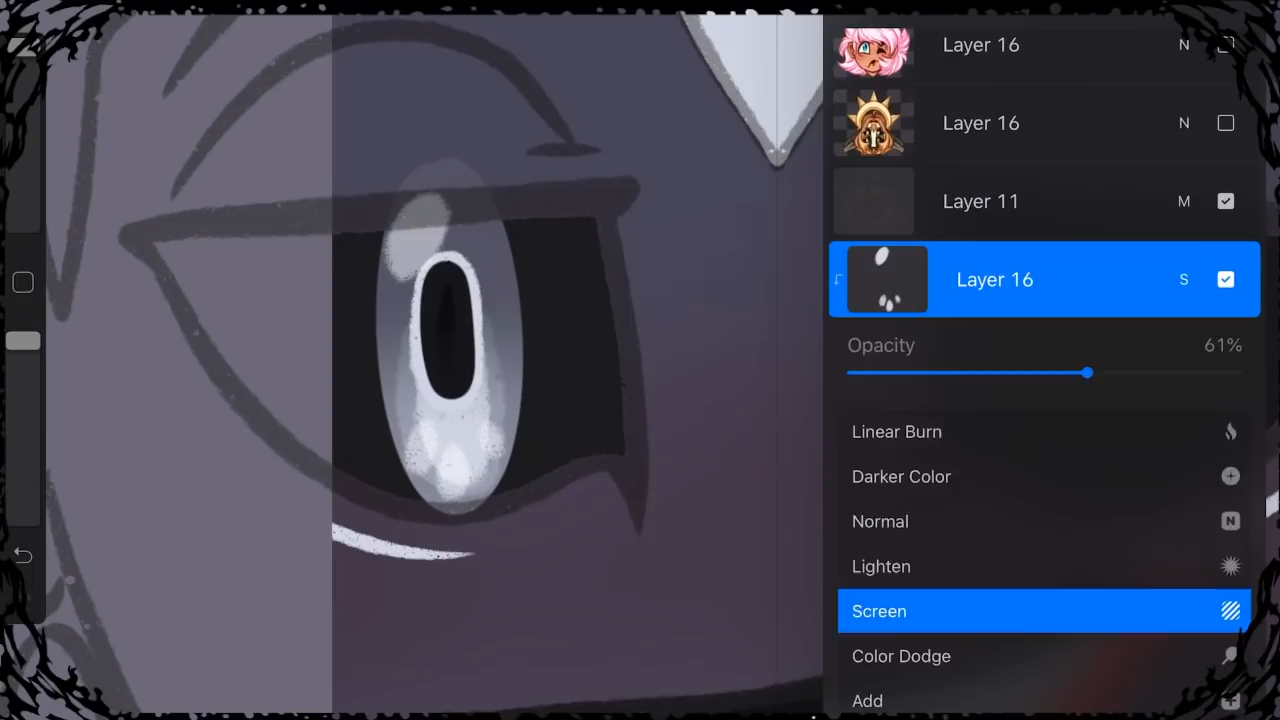 Layer 16 N
Layer 16 N
Layer 11 M
Layer 16 S
Opacity 61%
Linear Burn
Darker Color
Normal N
Lighten
Screen
Color Dodge
Add